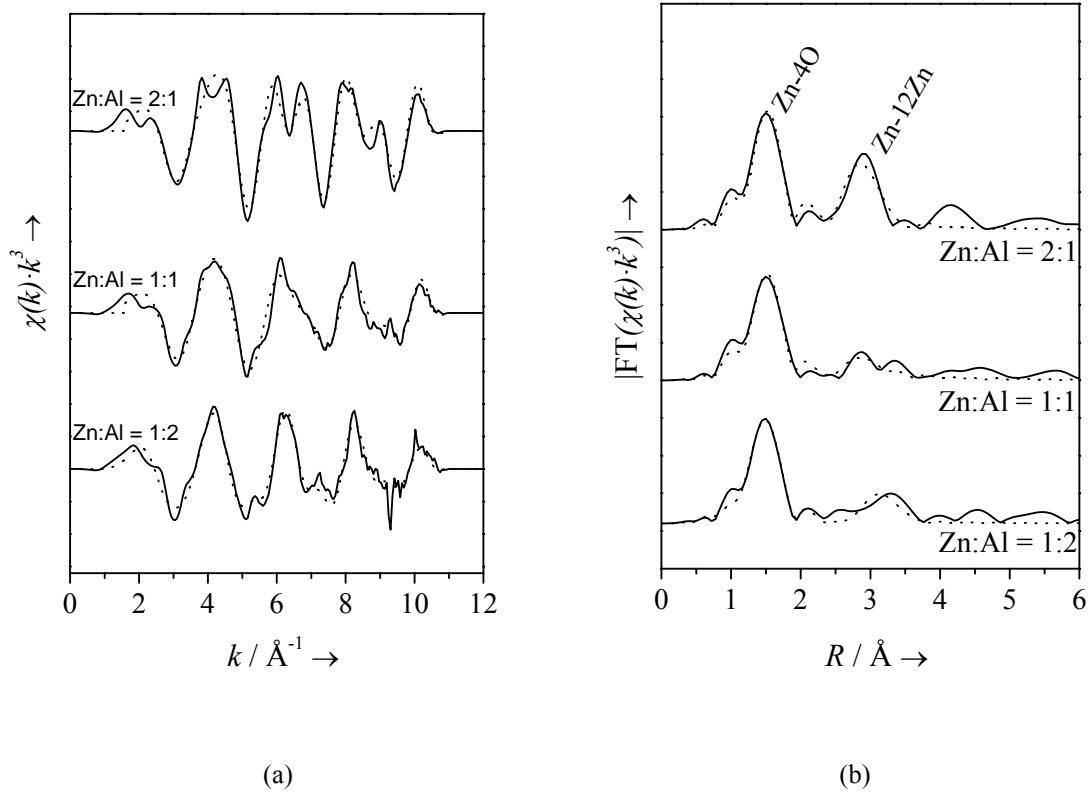 χ(k)·k³ →
Zn:Al = 2:1
Zn:Al = 1:1
Zn:Al = 1:2
0 2 4 6 8 10 12
k / Å⁻¹ →
(a)
|FT(χ(k)·k³)| →
Zn-4O
Zn-12Zn
Zn:Al = 2:1
Zn:Al = 1:1
Zn:Al = 1:2
0 1 2 3 4 5 6
R / Å →
(b)